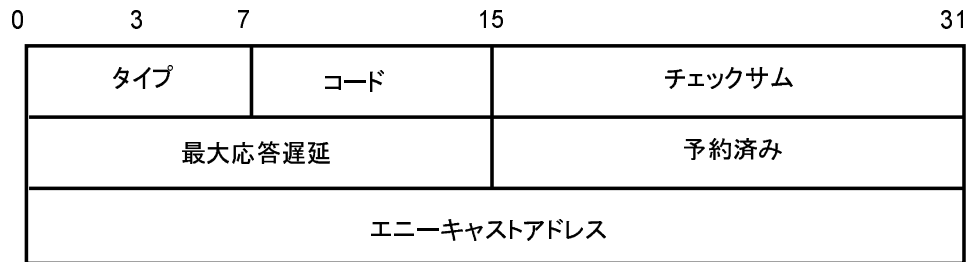 0 3 7 15 31
タイプ コード チェックサム
最大応答遅延 予約済み
エニーキャストアドレス